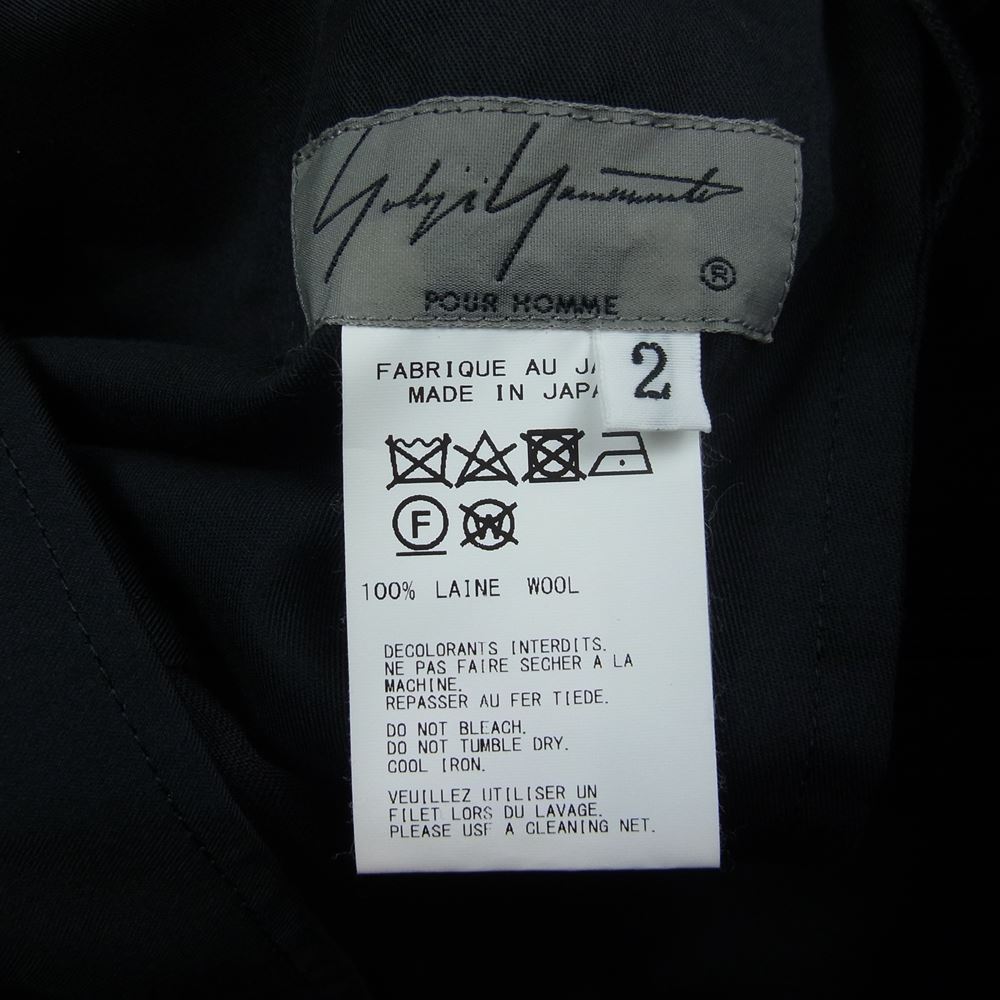 Yohji Yamamoto
®
POUR HOMME
2
FABRIQUE AU JA
MADE IN JAPA
F W
100% LAINE WOOL
DECOLORANTS INTERDITS.
NE PAS FAIRE SECHER A LA
MACHINE.
REPASSER AU FER TIEDE.
DO NOT BLEACH.
DO NOT TUMBLE DRY.
COOL IRON.
VEUILLEZ UTILISER UN
FILET LORS DU LAVAGE.
PLEASE USE A CLEANING NET.